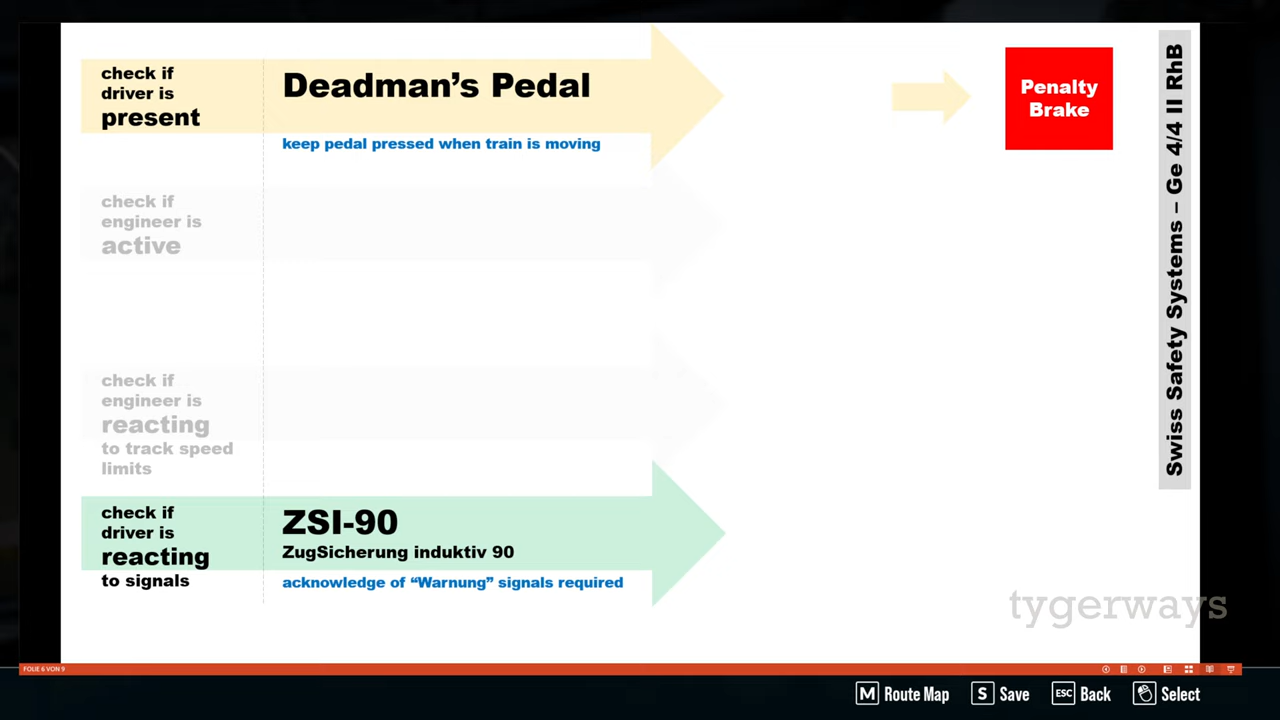 check if
driver is
present
Deadman's Pedal
keep pedal pressed when train is moving
Penalty
Brake
check if
engineer is
active
check if
engineer is
reacting
to track speed
limits
check if
driver is
reacting
to signals
ZSI-90
ZugSicherung induktiv 90
acknowledge of “Warnung” signals required
Swiss Safety Systems – Ge 4/4 II RhB
tygerways
FOLIE 6 VON 9
M Route Map
S Save
ESC Back
Select